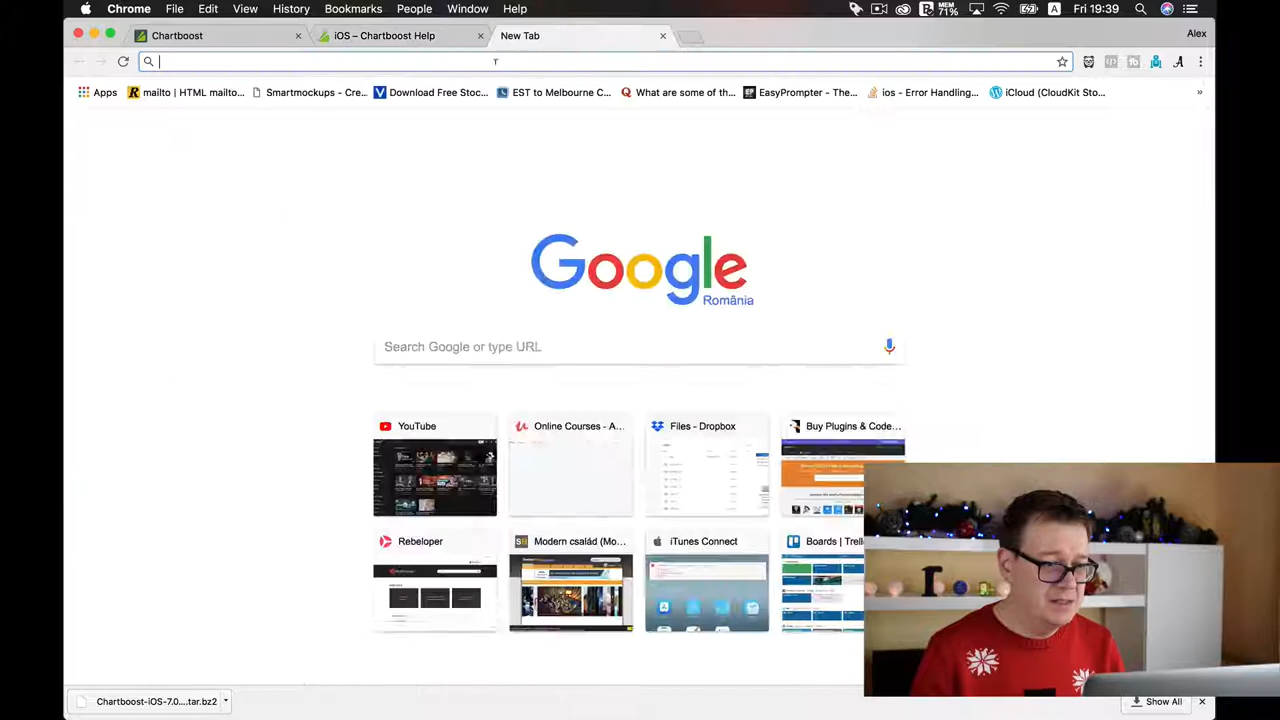 Chrome File Edit View History Bookmarks People Window Help MEM 71% A Fri 19:39
Chartboost iOS – Chartboost Help New Tab Alex
Apps mailto | HTML mailto... Smartmockups - Cre... Download Free Stoc... EST to Melbourne C... What are some of th... EasyPrompter - The... ios - Error Handling... iCloud (CloudKit Sto... »
Google
România
Search Google or type URL
YouTube Online Courses - A... Files - Dropbox Buy Plugins & Code...
Rebeloper Modern család (Mo... iTunes Connect Boards | Trell
Chartboost-iOS-7.0....tar.bz2 Show All